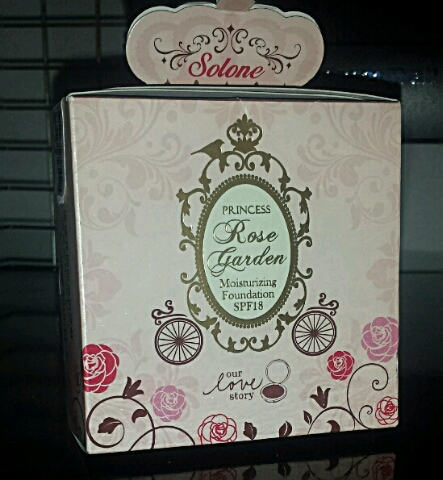 Solone
PRINCESS
Rose
Garden
Moisturizing
Foundation
SPF18
our
love
story